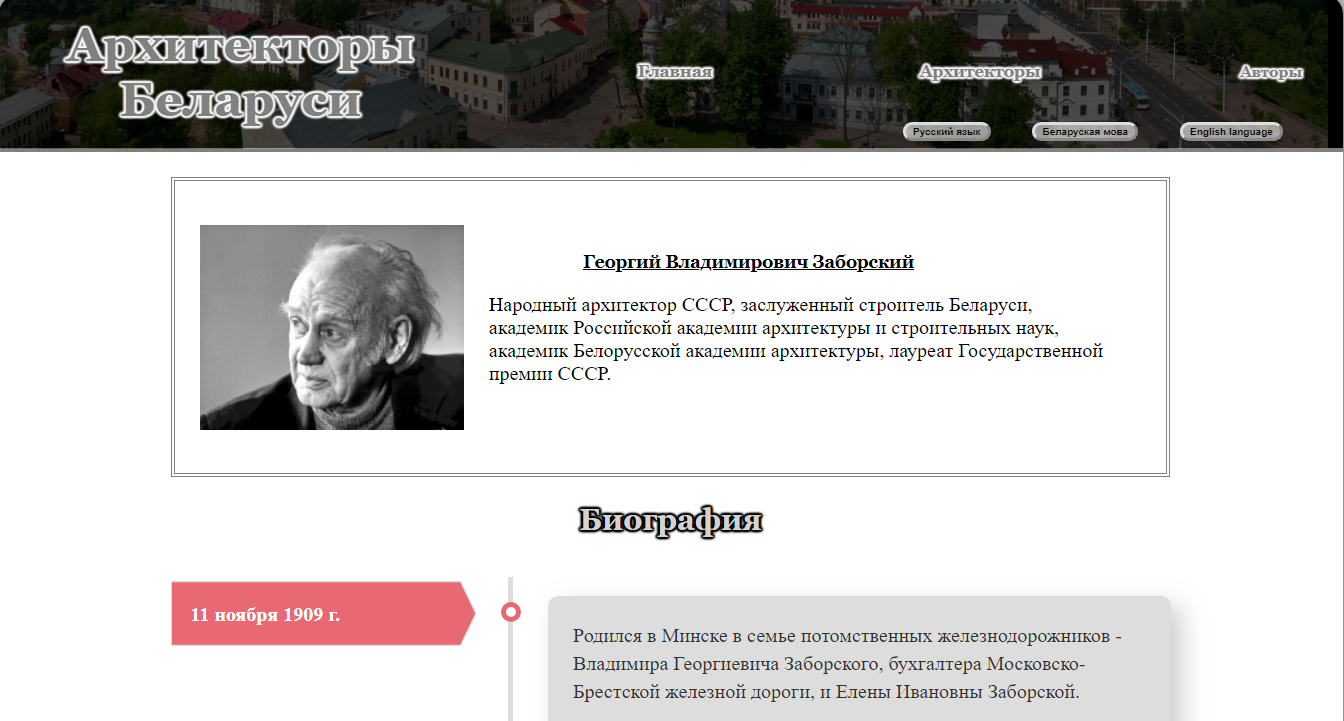 Архитекторы
Беларуси
Главная
Архитекторы
Авторы
Русский язык
Беларуская мова
English language
Георгий Владимирович Заборский
Народный архитектор СССР, заслуженный строитель Беларуси,
академик Российской академии архитектуры и строительных наук,
академик Белорусской академии архитектуры, лауреат Государственной
премии СССР.
Биография
11 ноября 1909 г.
Родился в Минске в семье потомственных железнодорожников -
Владимира Георгиевича Заборского, бухгалтера Московско-
Брестской железной дороги, и Елены Ивановны Заборской.